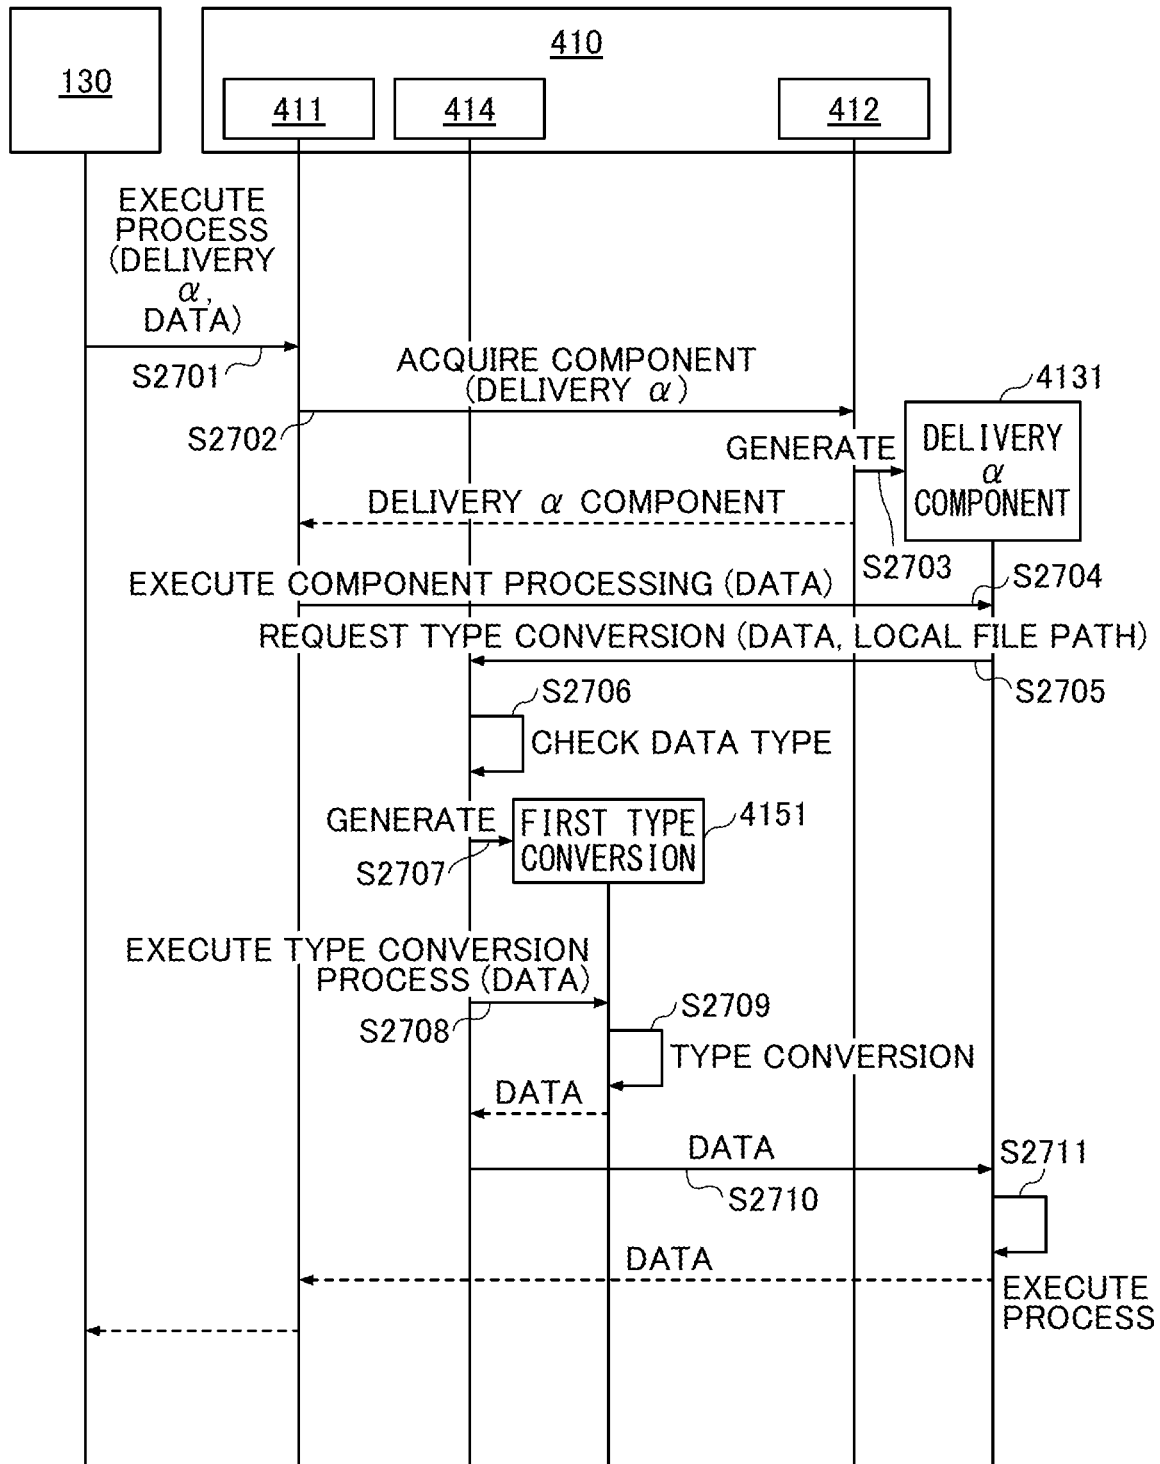 130
410
411
414
412
EXECUTE
PROCESS
(DELIVERY
α,
DATA)
S2701
ACQUIRE COMPONENT
(DELIVERY α)
S2702
4131
DELIVERY
α
COMPONENT
GENERATE
S2703
DELIVERY α COMPONENT
EXECUTE COMPONENT PROCESSING (DATA)
S2704
REQUEST TYPE CONVERSION (DATA, LOCAL FILE PATH)
S2705
S2706
CHECK DATA TYPE
GENERATE
S2707
FIRST TYPE
CONVERSION
4151
EXECUTE TYPE CONVERSION
PROCESS (DATA)
S2708
S2709
TYPE CONVERSION
DATA
DATA
S2710
S2711
DATA
EXECUTE
PROCESS